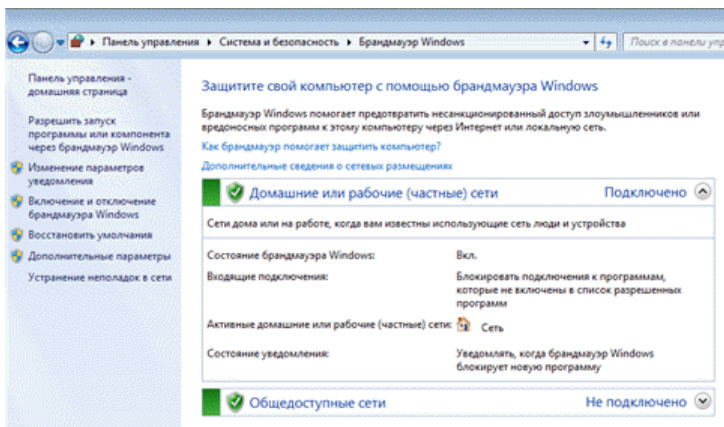 Панель управления ▸ Система и безопасность ▸ Брандмауэр Windows
Поиск в панели упр
Панель управления -
домашняя страница
Разрешить запуск
программы или компонента
через брандмауэр Windows
Изменение параметров
уведомления
Включение и отключение
брандмауэра Windows
Восстановить умолчания
Дополнительные параметры
Устранение неполадок в сети
Защитите свой компьютер с помощью брандмауэра Windows
Брандмауэр Windows помогает предотвратить несанкционированный доступ злоумышленников или
вредоносных программ к этому компьютеру через Интернет или локальную сеть.
Как брандмауэр помогает защитить компьютер?
Дополнительные сведения о сетевых размещениях
Домашние или рабочие (частные) сети Подключено
Сети дома или на работе, когда вам известны использующие сеть люди и устройства
Состояние брандмауэра Windows: Вкл.
Входящие подключения: Блокировать подключения к программам,
которые не включены в список разрешенных
программ
Активные домашние или рабочие (частные) сети: Сеть
Состояние уведомления: Уведомлять, когда брандмауэр Windows
блокирует новую программу
Общедоступные сети Не подключено